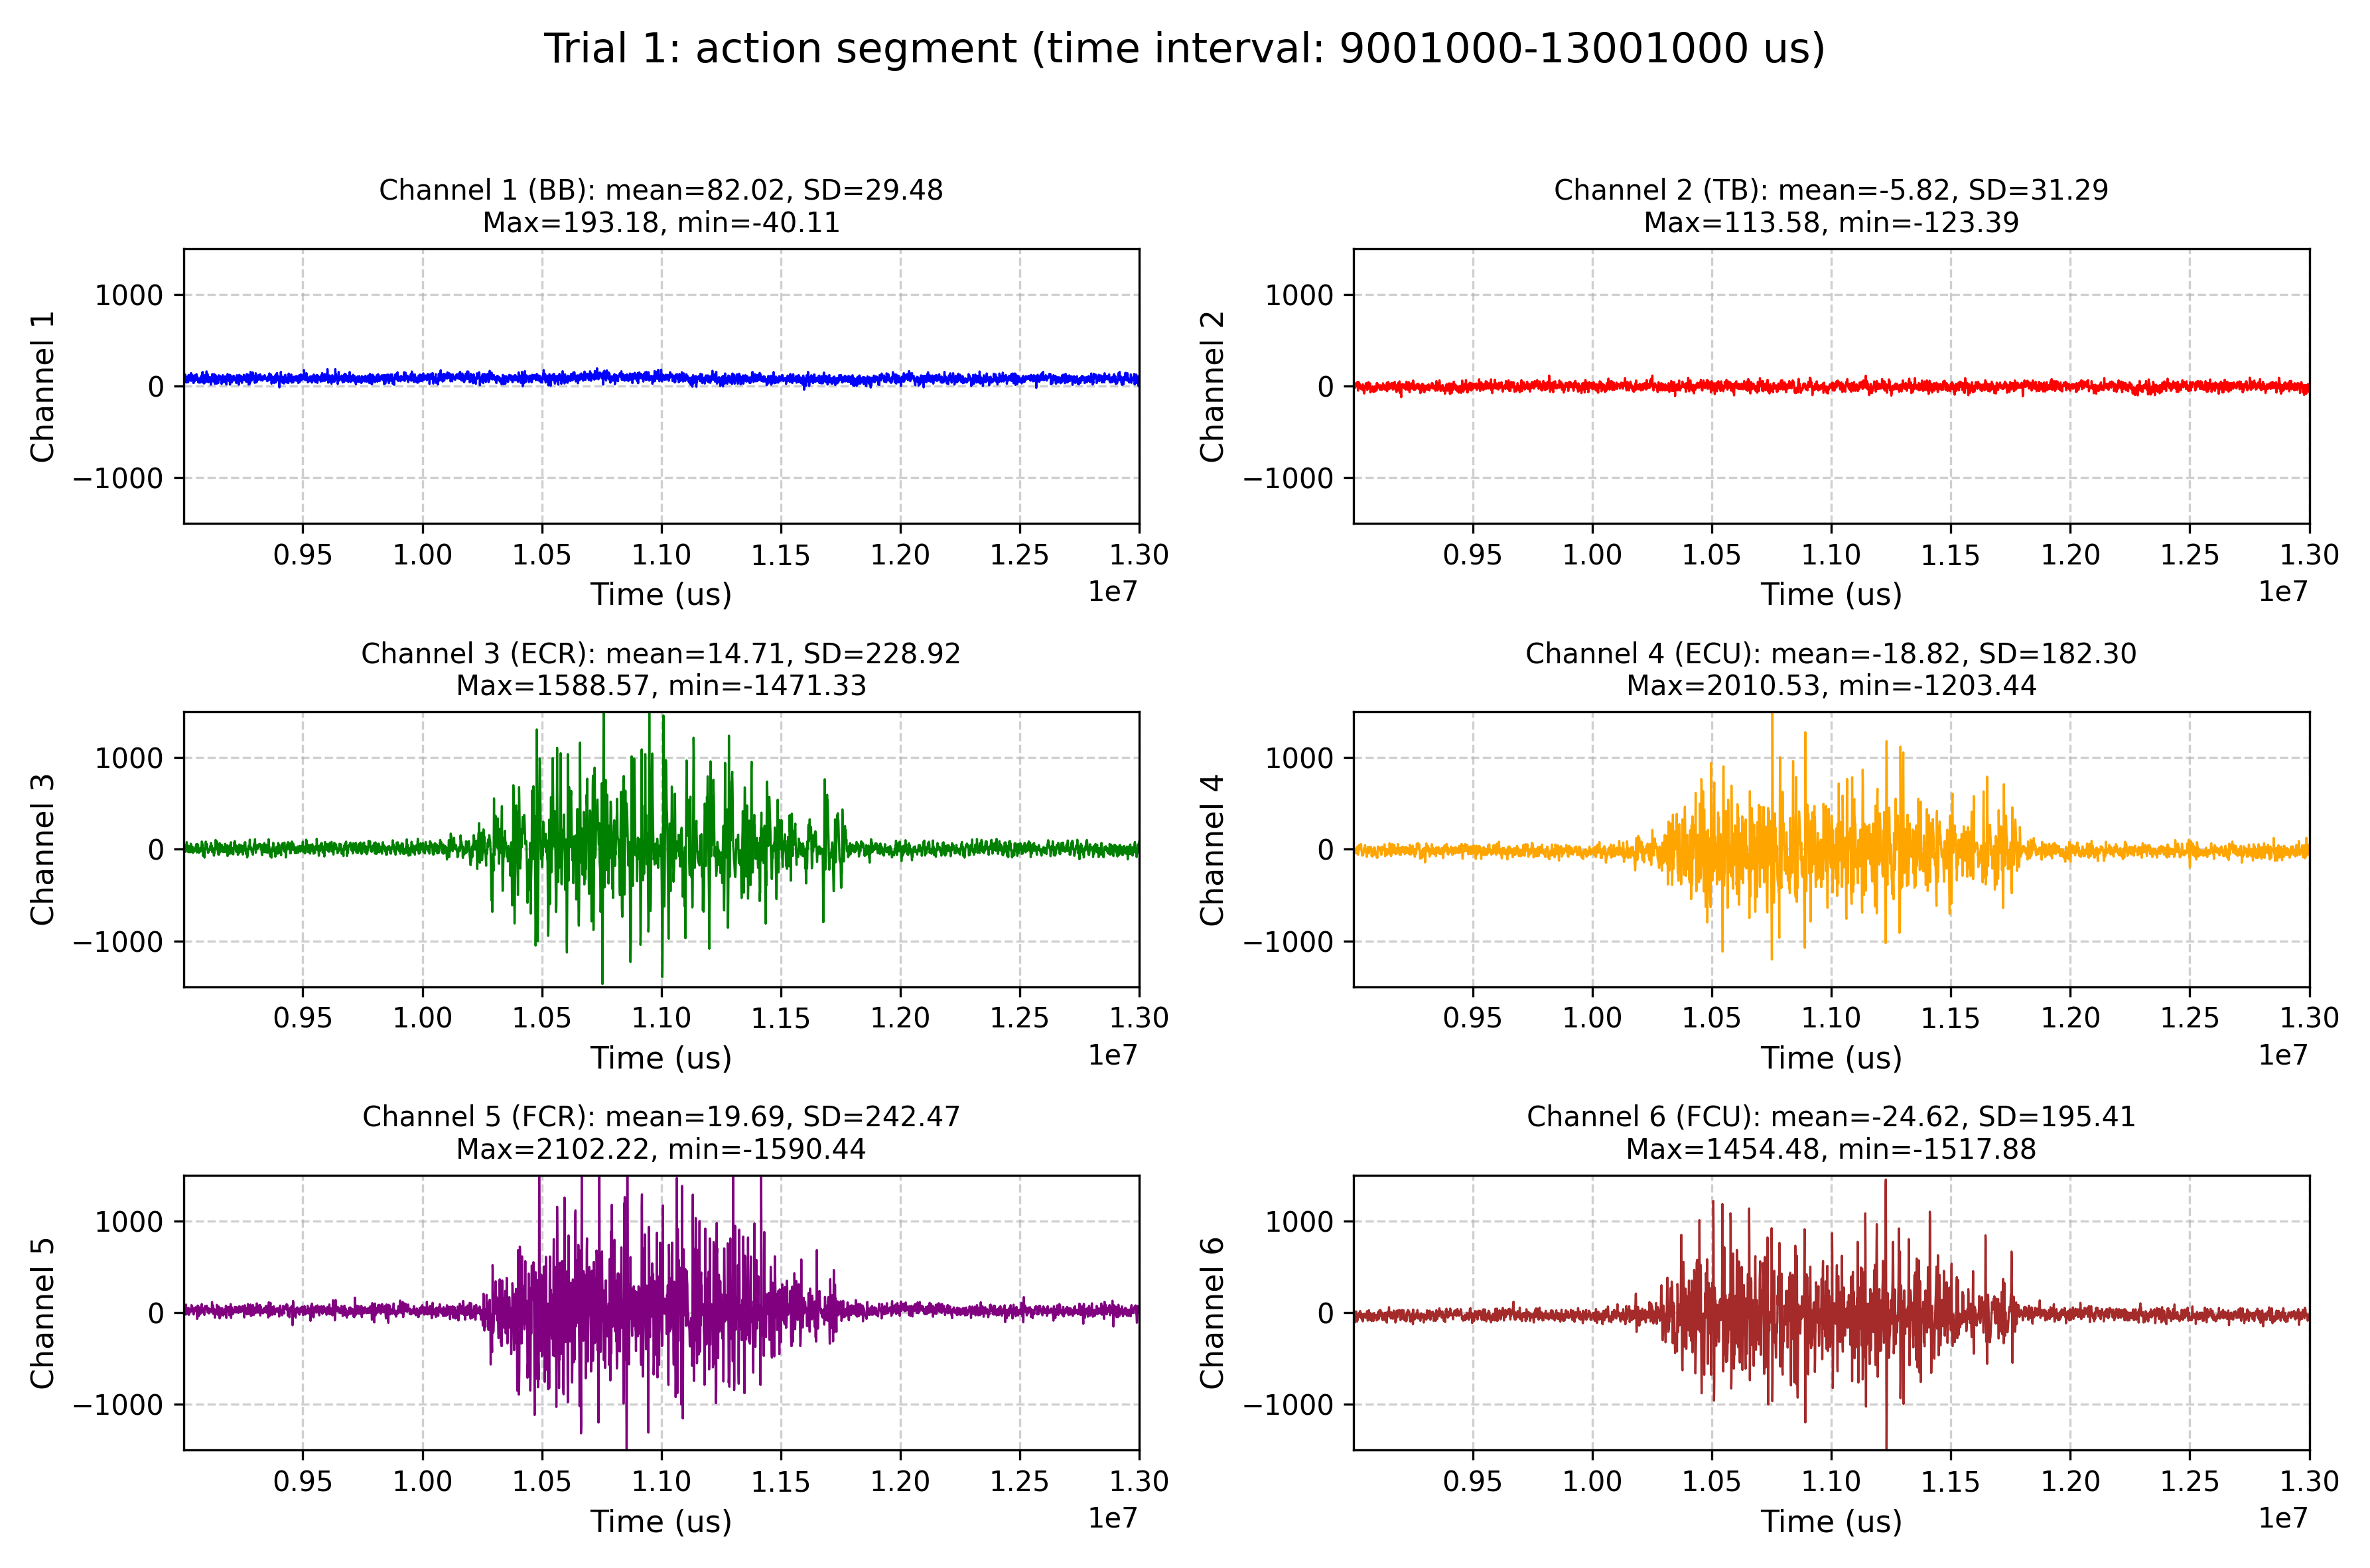 Trial 1: action segment (time interval: 9001000-13001000 us)
Channel 1 (BB): mean=82.02, SD=29.48
Max=193.18, min=-40.11
Channel 1
1000
0
−1000
0.95 1.00 1.05 1.10 1.15 1.20 1.25 1.30
Time (us)
1e7
Channel 2 (TB): mean=-5.82, SD=31.29
Max=113.58, min=-123.39
Channel 2
1000
0
−1000
0.95 1.00 1.05 1.10 1.15 1.20 1.25 1.30
Time (us)
1e7
Channel 3 (ECR): mean=14.71, SD=228.92
Max=1588.57, min=-1471.33
Channel 3
1000
0
−1000
0.95 1.00 1.05 1.10 1.15 1.20 1.25 1.30
Time (us)
1e7
Channel 4 (ECU): mean=-18.82, SD=182.30
Max=2010.53, min=-1203.44
Channel 4
1000
0
−1000
0.95 1.00 1.05 1.10 1.15 1.20 1.25 1.30
Time (us)
1e7
Channel 5 (FCR): mean=19.69, SD=242.47
Max=2102.22, min=-1590.44
Channel 5
1000
0
−1000
0.95 1.00 1.05 1.10 1.15 1.20 1.25 1.30
Time (us)
1e7
Channel 6 (FCU): mean=-24.62, SD=195.41
Max=1454.48, min=-1517.88
Channel 6
1000
0
−1000
0.95 1.00 1.05 1.10 1.15 1.20 1.25 1.30
Time (us)
1e7